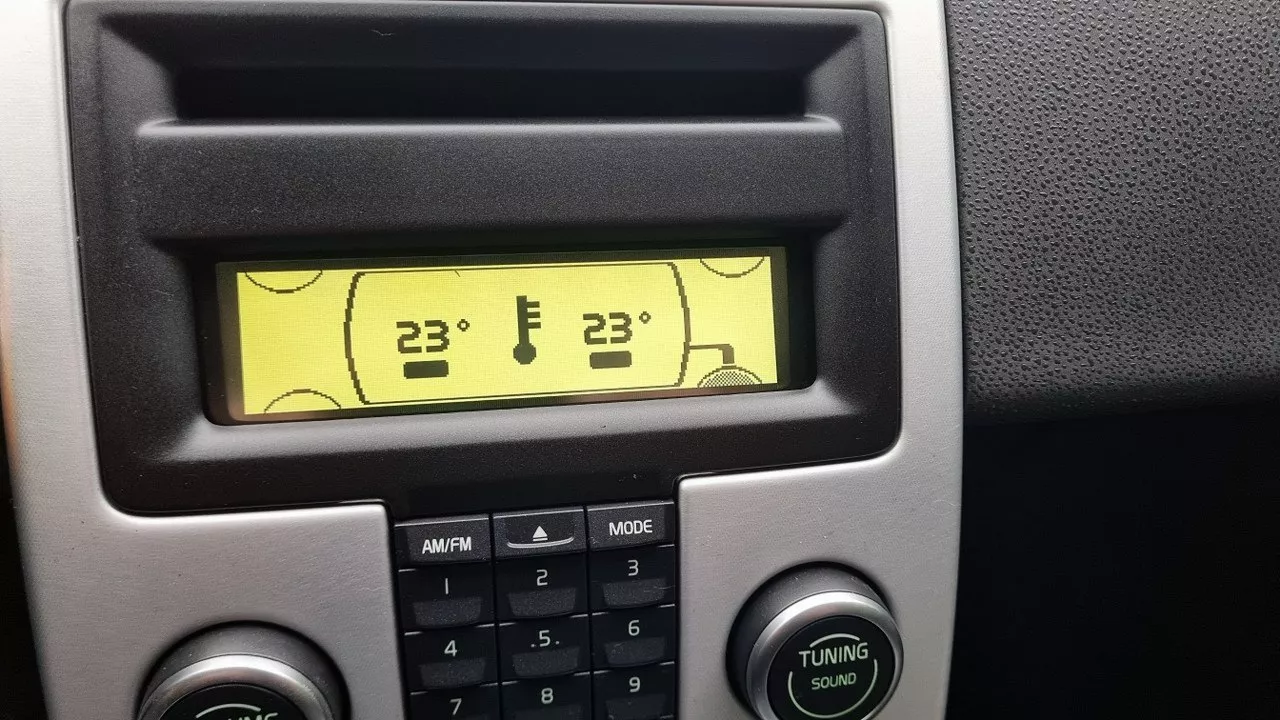 23° 23°
AM/FM MODE
1 2 3
4 .5. 6
7 8 9
TUNING
SOUND